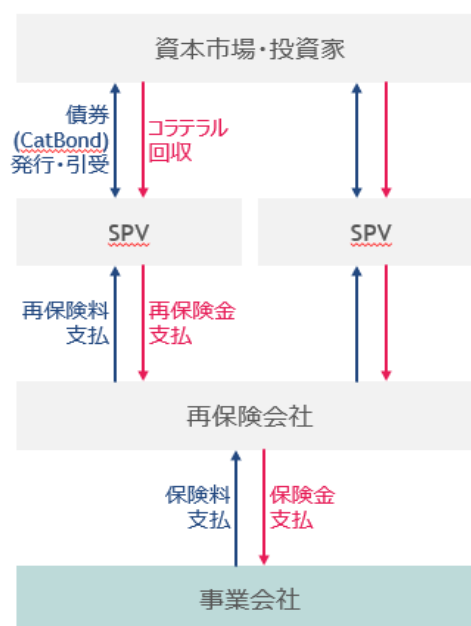 資本市場・投資家
債券
(CatBond)
発行・引受
コラテラル
回収
SPV
SPV
再保険料
支払
再保険金
支払
再保険会社
保険料
支払
保険金
支払
事業会社